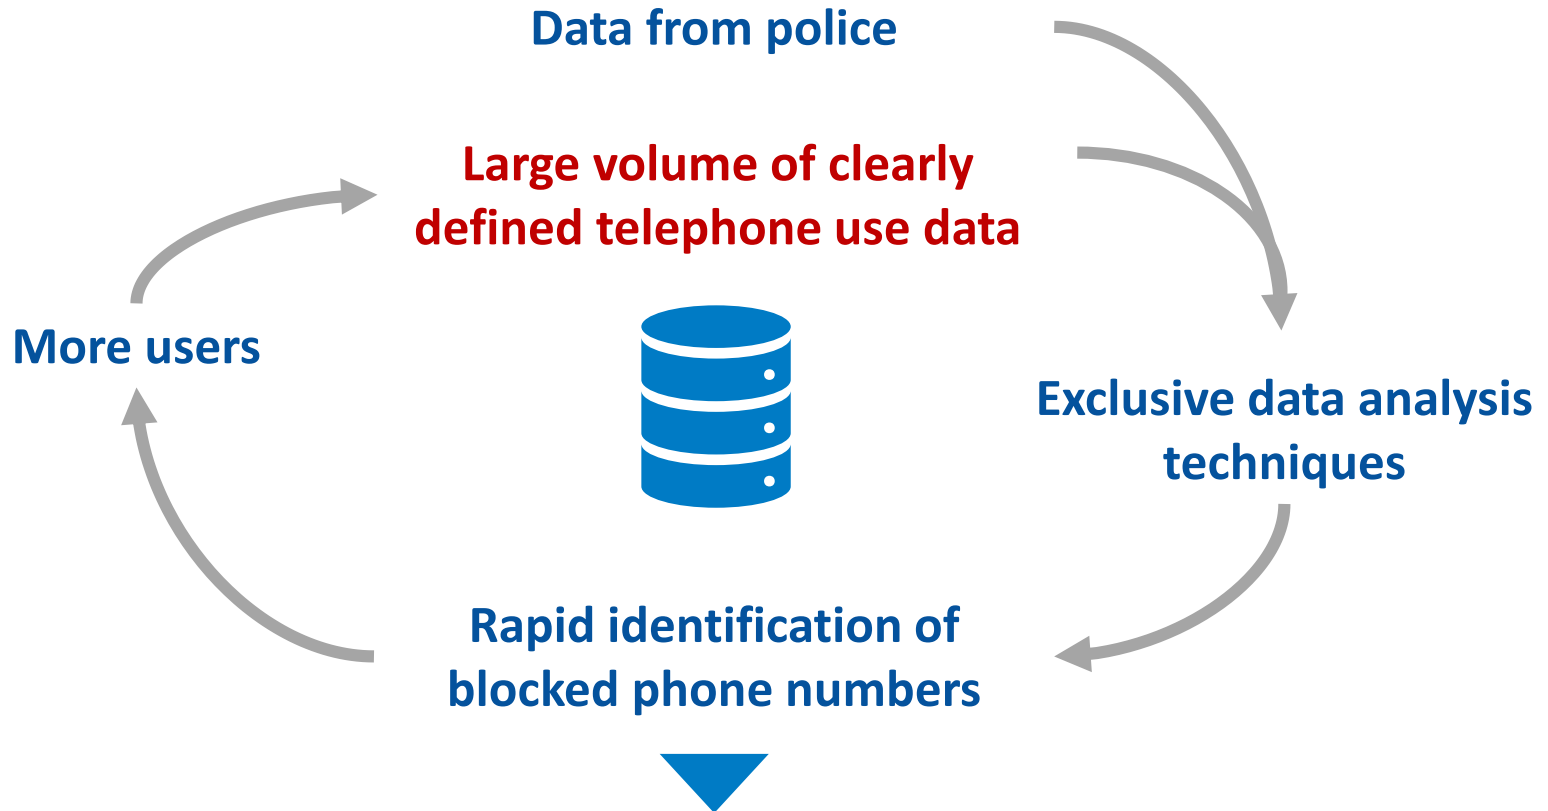 Data from police
Large volume of clearly
defined telephone use data
More users
Exclusive data analysis
techniques
Rapid identification of
blocked phone numbers